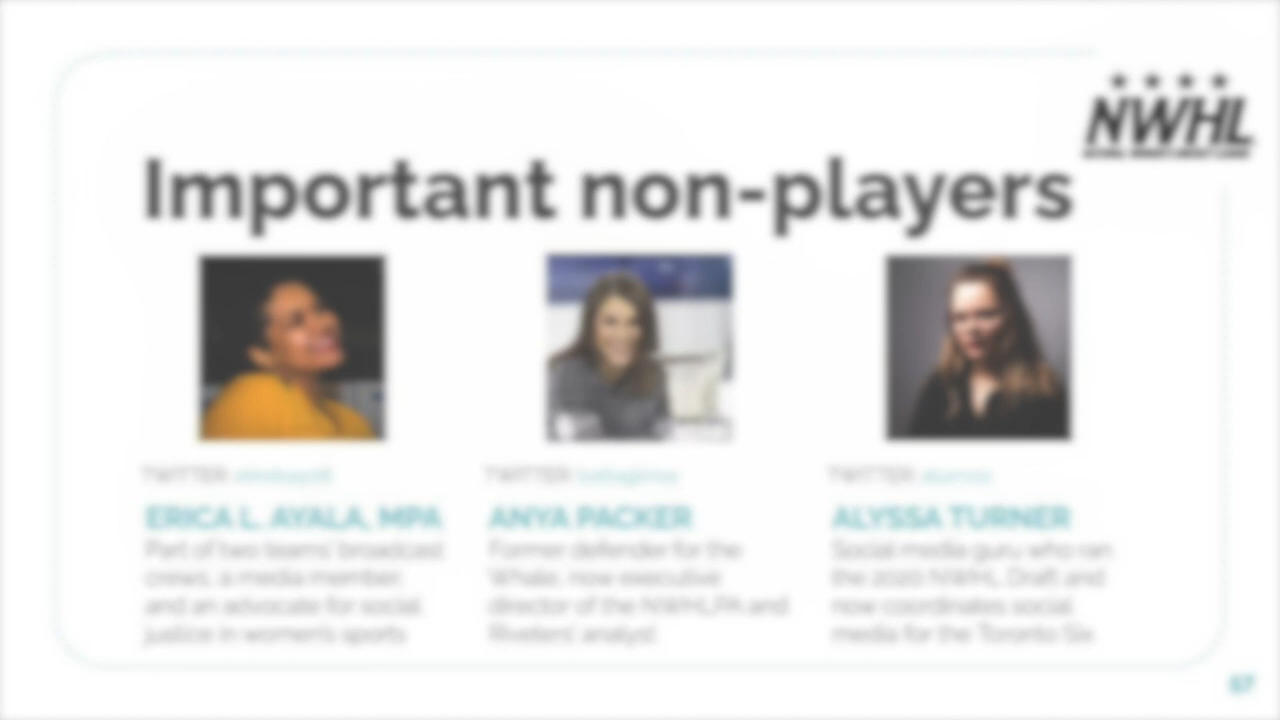 NWHL
Important non-players
TWITTER
TWITTER
TWITTER
ERICA L. AYALA, MPA
ANYA PACKER
ALYSSA TURNER
Part of two teams' broadcast
crews, a media member,
and an advocate for social
justice in women's sports
Former defender for the
Whale, now executive
director of the NWHLPA and
Riveters' analyst
Social media guru who ran
the 2020 NWHL Draft and
now coordinates social
media for the Toronto Six
57